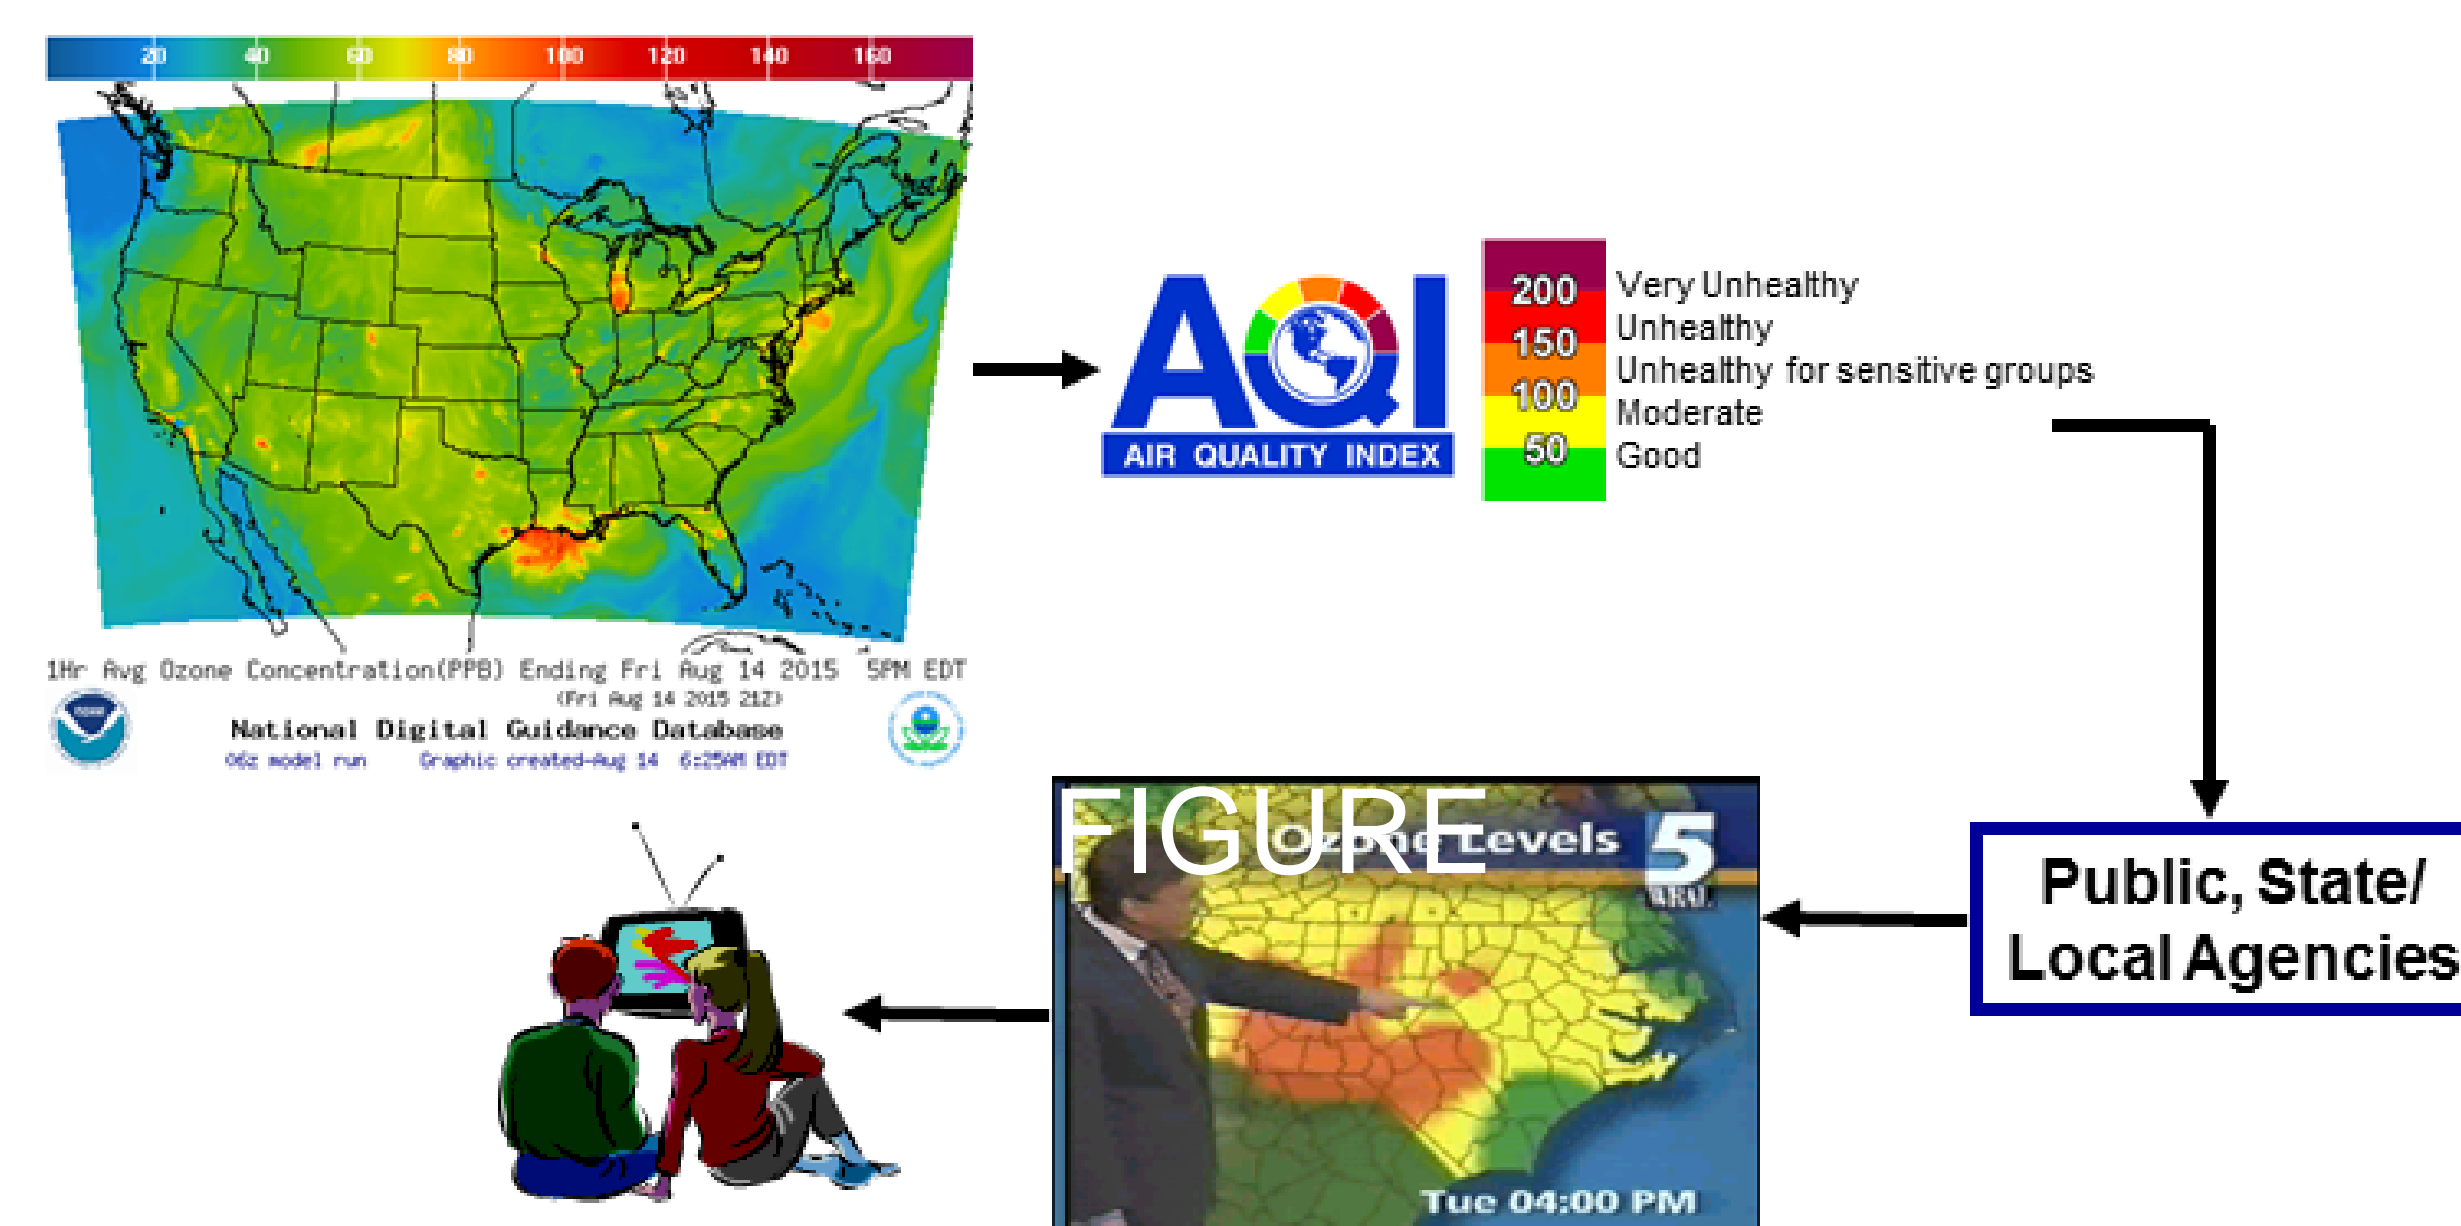 20 40 60 80 100 120 140 160
1Hr Avg Ozone Concentration(PPB) Ending Fri Aug 14 2015 5PM EDT
(Fri Aug 14 2015 21Z)
National Digital Guidance Database
06z model run Graphic created-Aug 14 6:25AM EDT
AQI
AIR QUALITY INDEX
200
150
100
50
Very Unhealthy
Unhealthy
Unhealthy for sensitive groups
Moderate
Good
Public, State/
Local Agencies
FIGURE
Ozone Levels
5
Tue 04:00 PM